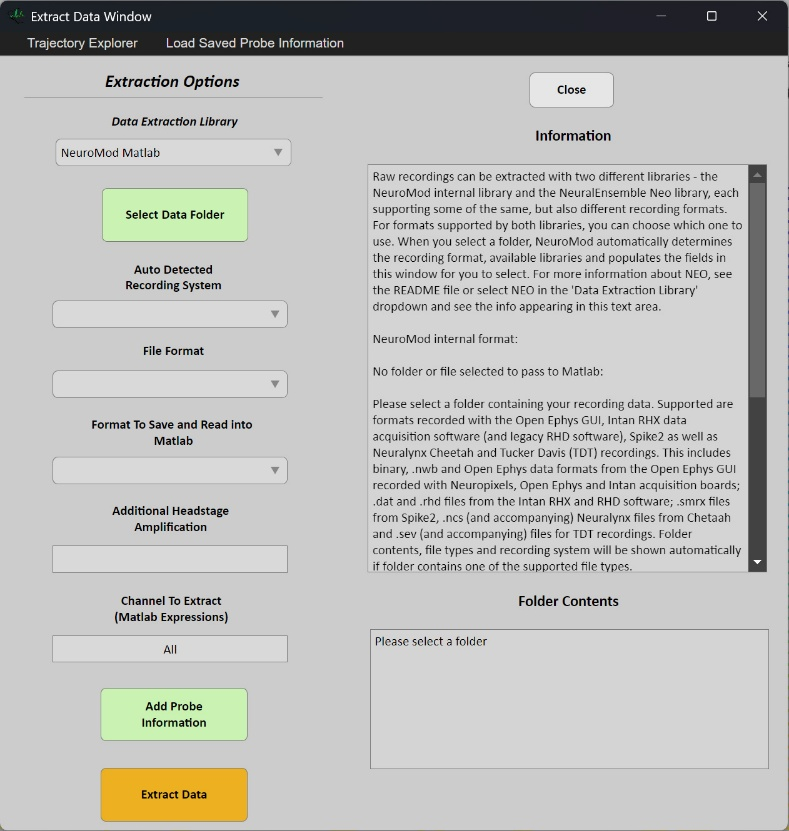 Extract Data Window
Trajectory Explorer
Load Saved Probe Information
Extraction Options
Data Extraction Library
NeuroMod Matlab
Select Data Folder
Auto Detected
Recording System
File Format
Format To Save and Read into
Matlab
Additional Headstage
Amplification
Channel To Extract
(Matlab Expressions)
All
Add Probe
Information
Extract Data
Close
Information
Raw recordings can be extracted with two different libraries - the
NeuroMod internal library and the NeuralEnsemble Neo library, each
supporting some of the same, but also different recording formats.
For formats supported by both libraries, you can choose which one to
use. When you select a folder, NeuroMod automatically determines
the recording format, available libraries and populates the fields in
this window for you to select. For more information about NEO, see
the README file or select NEO in the 'Data Extraction Library'
dropdown and see the info appearing in this text area.
NeuroMod internal format:
No folder or file selected to pass to Matlab:
Please select a folder containing your recording data. Supported are
formats recorded with the Open Ephys GUI, Intan RHX data
acquisition software (and legacy RHD software), Spike2 as well as
Neuralynx Cheetah and Tucker Davis (TDT) recordings. This includes
binary, .nwb and Open Ephys data formats from the Open Ephys GUI
recorded with Neuropixels, Open Ephys and Intan acquisition boards;
.dat and .rhd files from the Intan RHX and RHD software; .smrx files
from Spike2, .ncs (and accompanying) Neuralynx files from Chetaah
and .sev (and accompanying) files for TDT recordings. Folder
contents, file types and recording system will be shown automatically
if folder contains one of the supported file types.
Folder Contents
Please select a folder